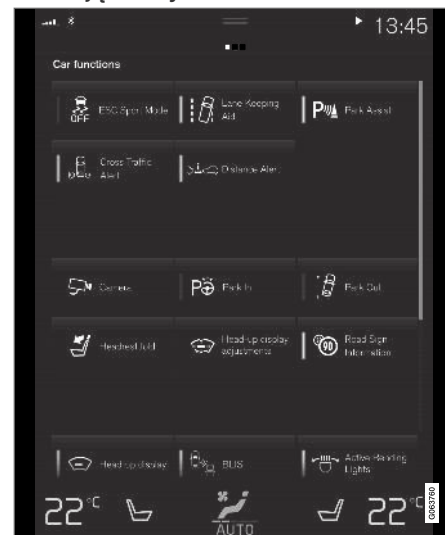 13:45
Car functions
OFF
ESC Sport Mode
Lane Keeping
Aid
P
Park Assist
Cross Traffic
Alert
Distance Alert
Camera
P
Park In
Park Out
Headrest fold
Head-up display
adjustments
90
Road Sign
Information
Head-up display
BLIS
Active Bending
Lights
22°C
AUTO
22°C
G063760